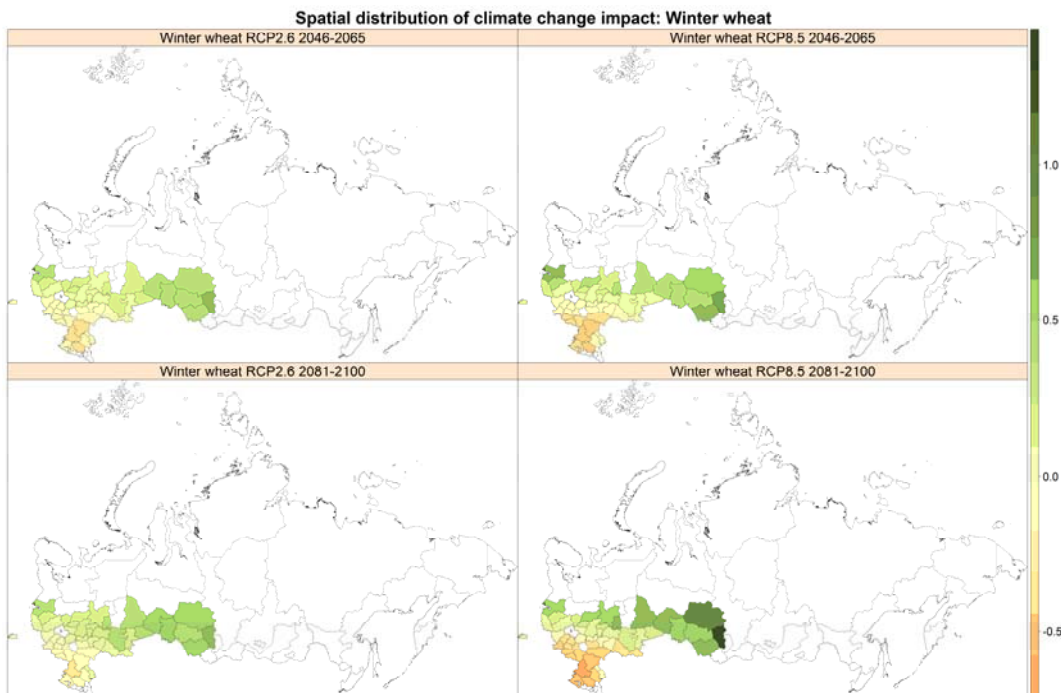 Spatial distribution of climate change impact: Winter wheat
Winter wheat RCP2.6 2046-2065
Winter wheat RCP8.5 2046-2065
1.0
0.5
Winter wheat RCP2.6 2081-2100
Winter wheat RCP8.5 2081-2100
0.0
-0.5